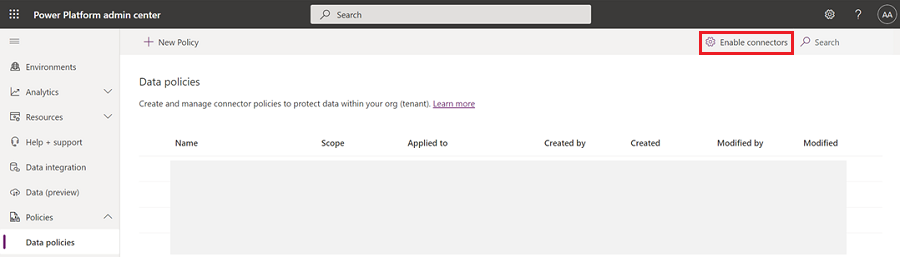 Power Platform admin center
Search
?
AA
Environments
Analytics
Resources
Help + support
Data integration
Data (preview)
Policies
Data policies
+ New Policy
Enable connectors
Search
Data policies
Create and manage connector policies to protect data within your org (tenant). Learn more
Name Scope Applied to Created by Created Modified by Modified